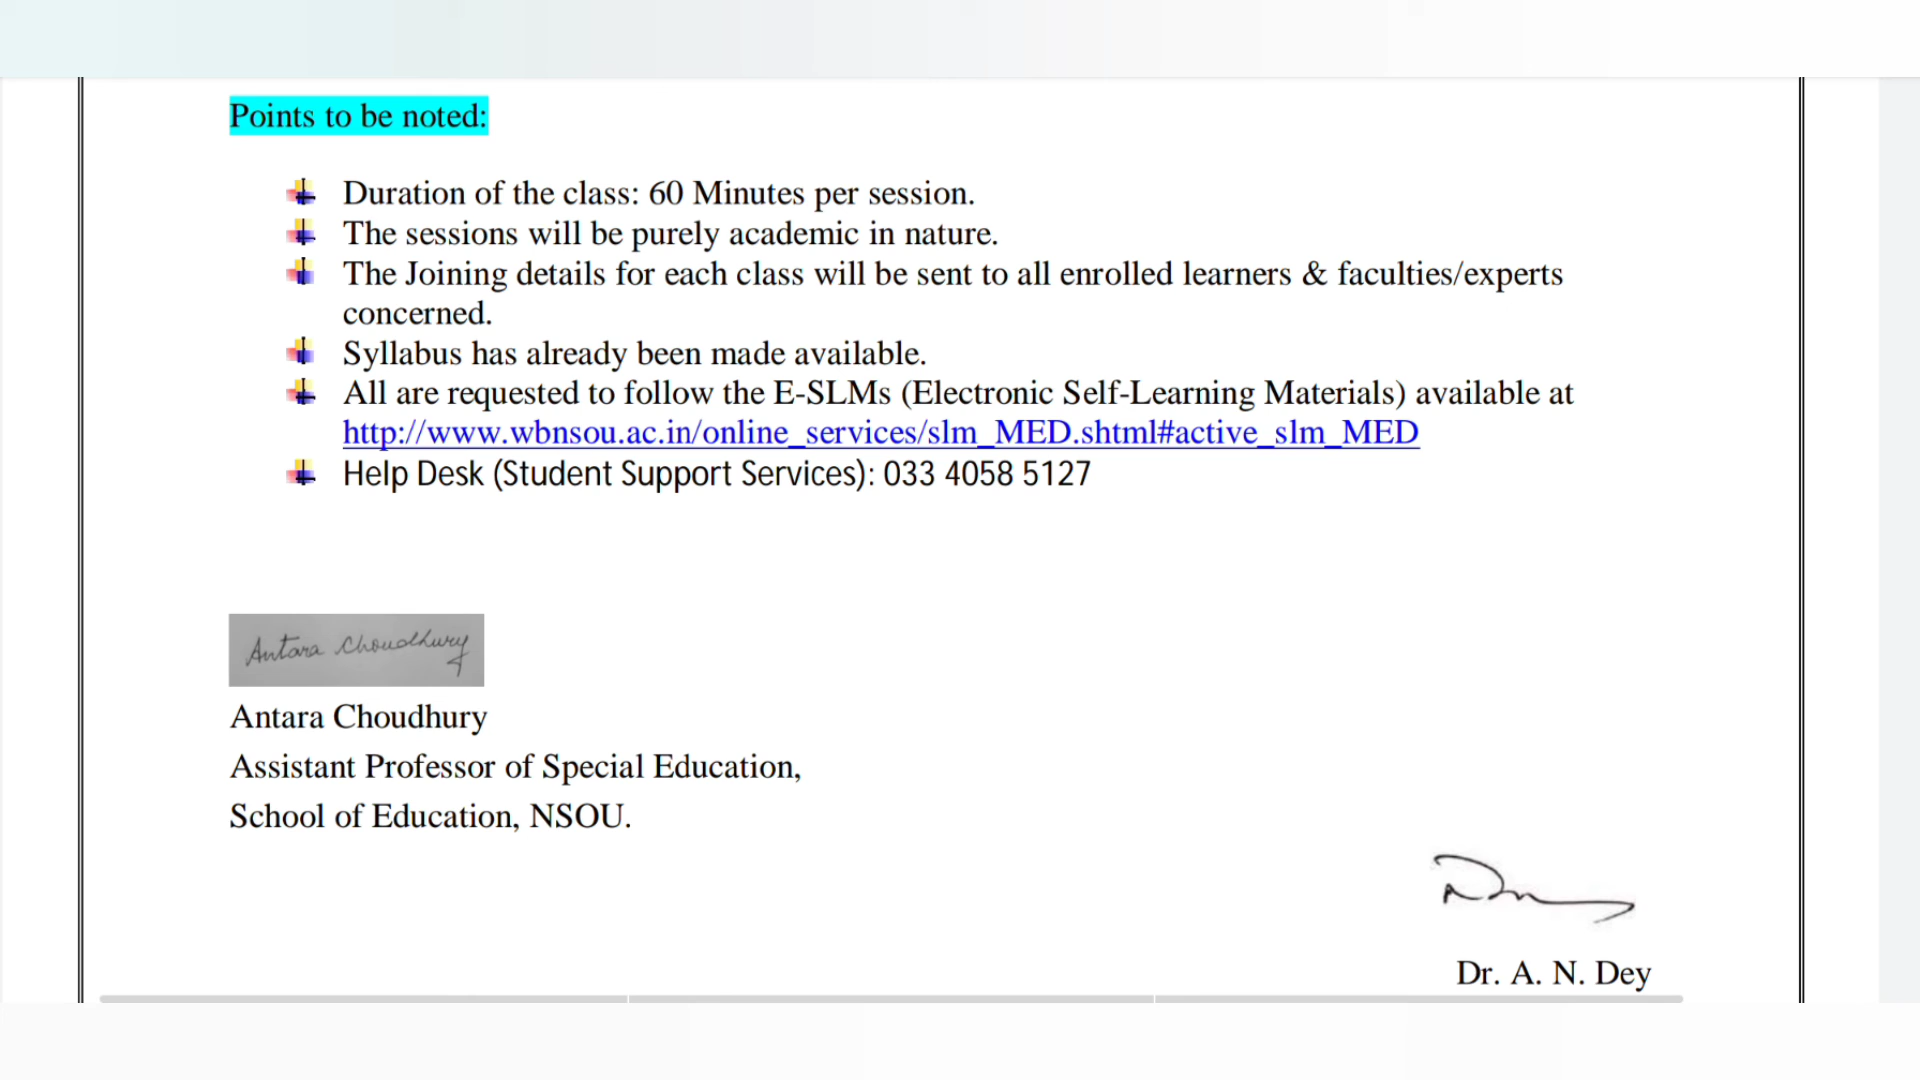 Points to be noted:
Duration of the class: 60 Minutes per session.
The sessions will be purely academic in nature.
The Joining details for each class will be sent to all enrolled learners & faculties/experts
concerned.
Syllabus has already been made available.
All are requested to follow the E-SLMs (Electronic Self-Learning Materials) available at
http://www.wbnsou.ac.in/online_services/slm_MED.shtml#active_slm_MED
Help Desk (Student Support Services): 033 4058 5127
Antara Choudhury
Antara Choudhury
Assistant Professor of Special Education,
School of Education, NSOU.
Dr. A. N. Dey